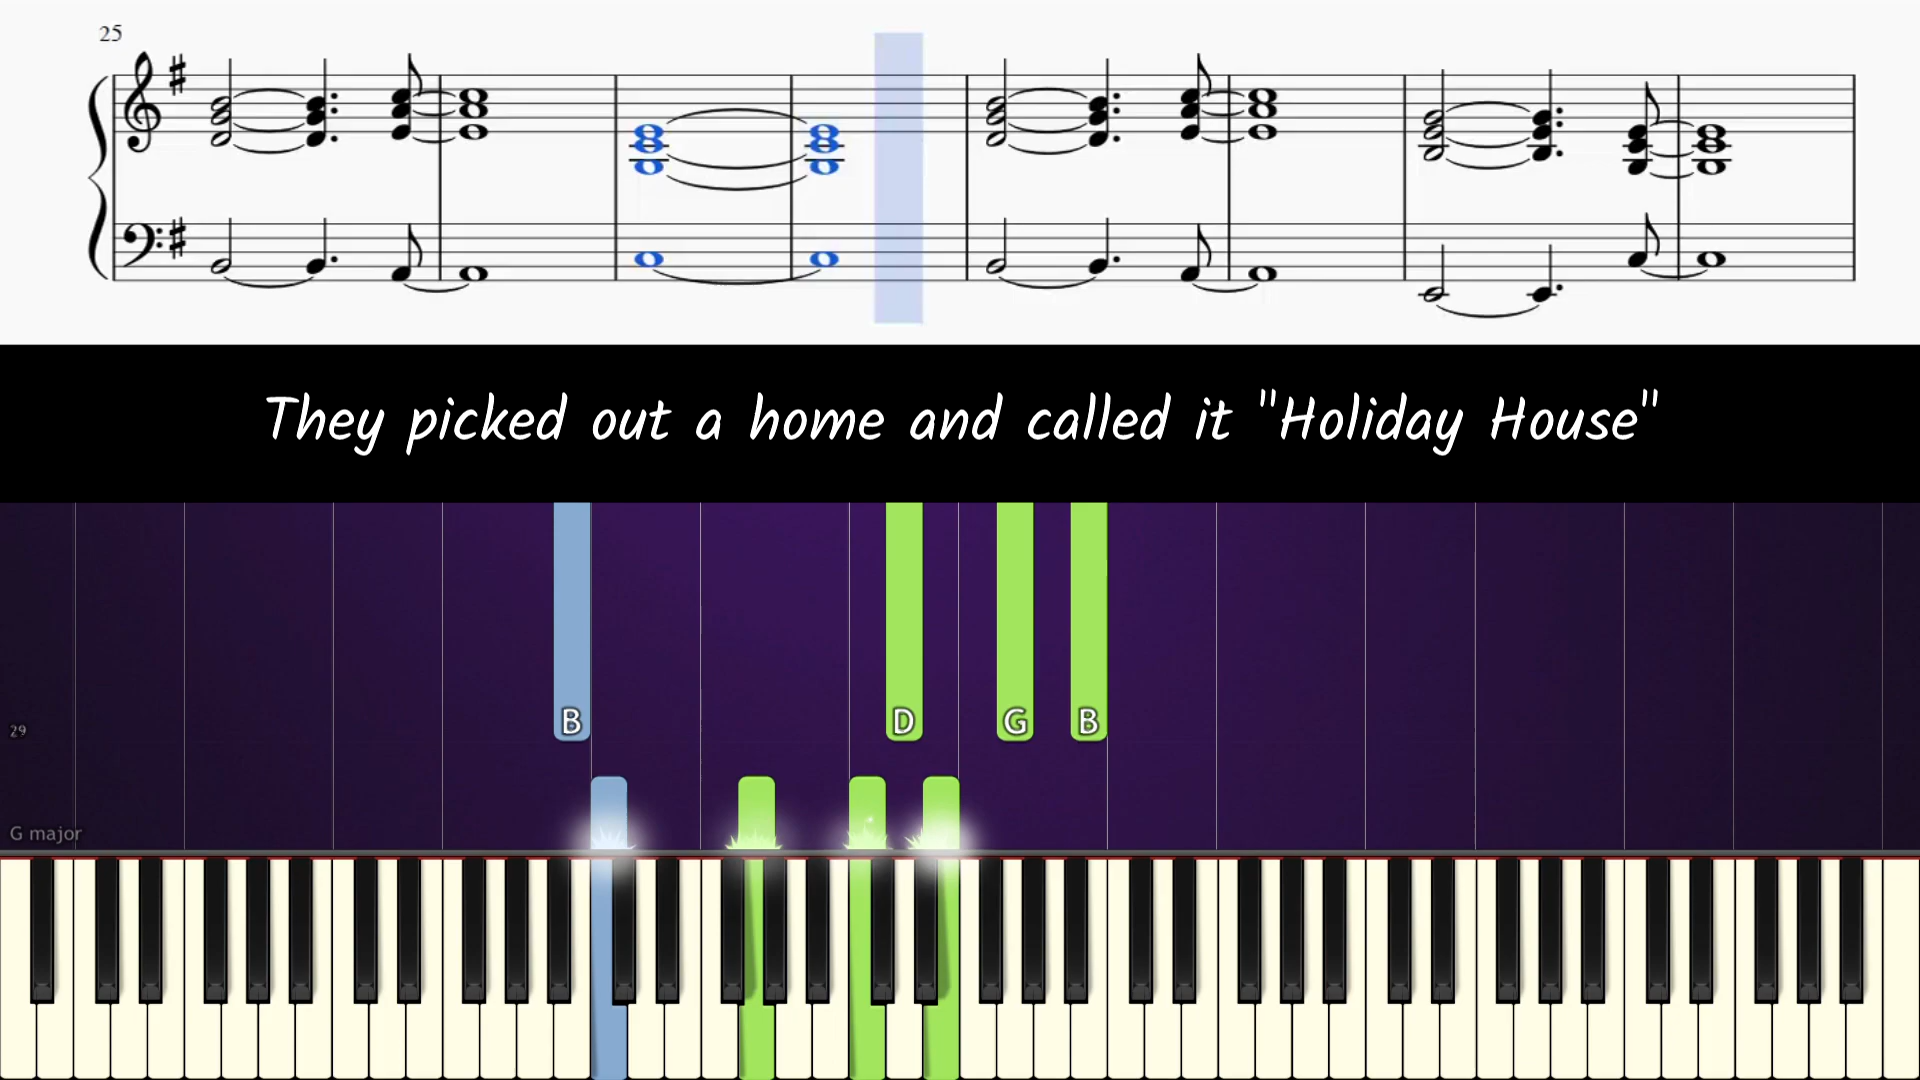 25
They picked out a home and called it "Holiday House"
B D G B
29
G major